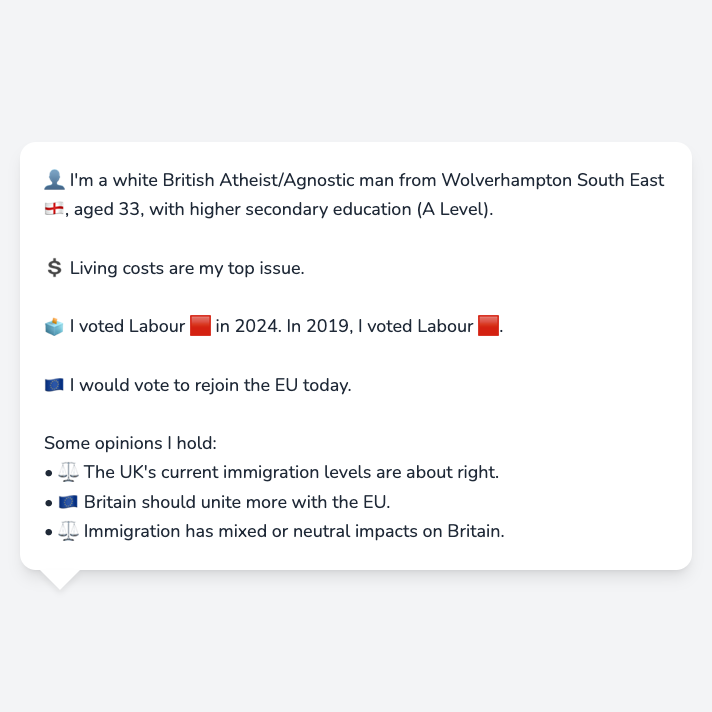 👤 I'm a white British Atheist/Agnostic man from Wolverhampton South East
🏴󠁧󠁢󠁥󠁮󠁧󠁿, aged 33, with higher secondary education (A Level).
💲 Living costs are my top issue.
🗳️ I voted Labour 🟥 in 2024. In 2019, I voted Labour 🟥.
🇪🇺 I would vote to rejoin the EU today.
Some opinions I hold:
• ⚖️ The UK's current immigration levels are about right.
• 🇪🇺 Britain should unite more with the EU.
• ⚖️ Immigration has mixed or neutral impacts on Britain.